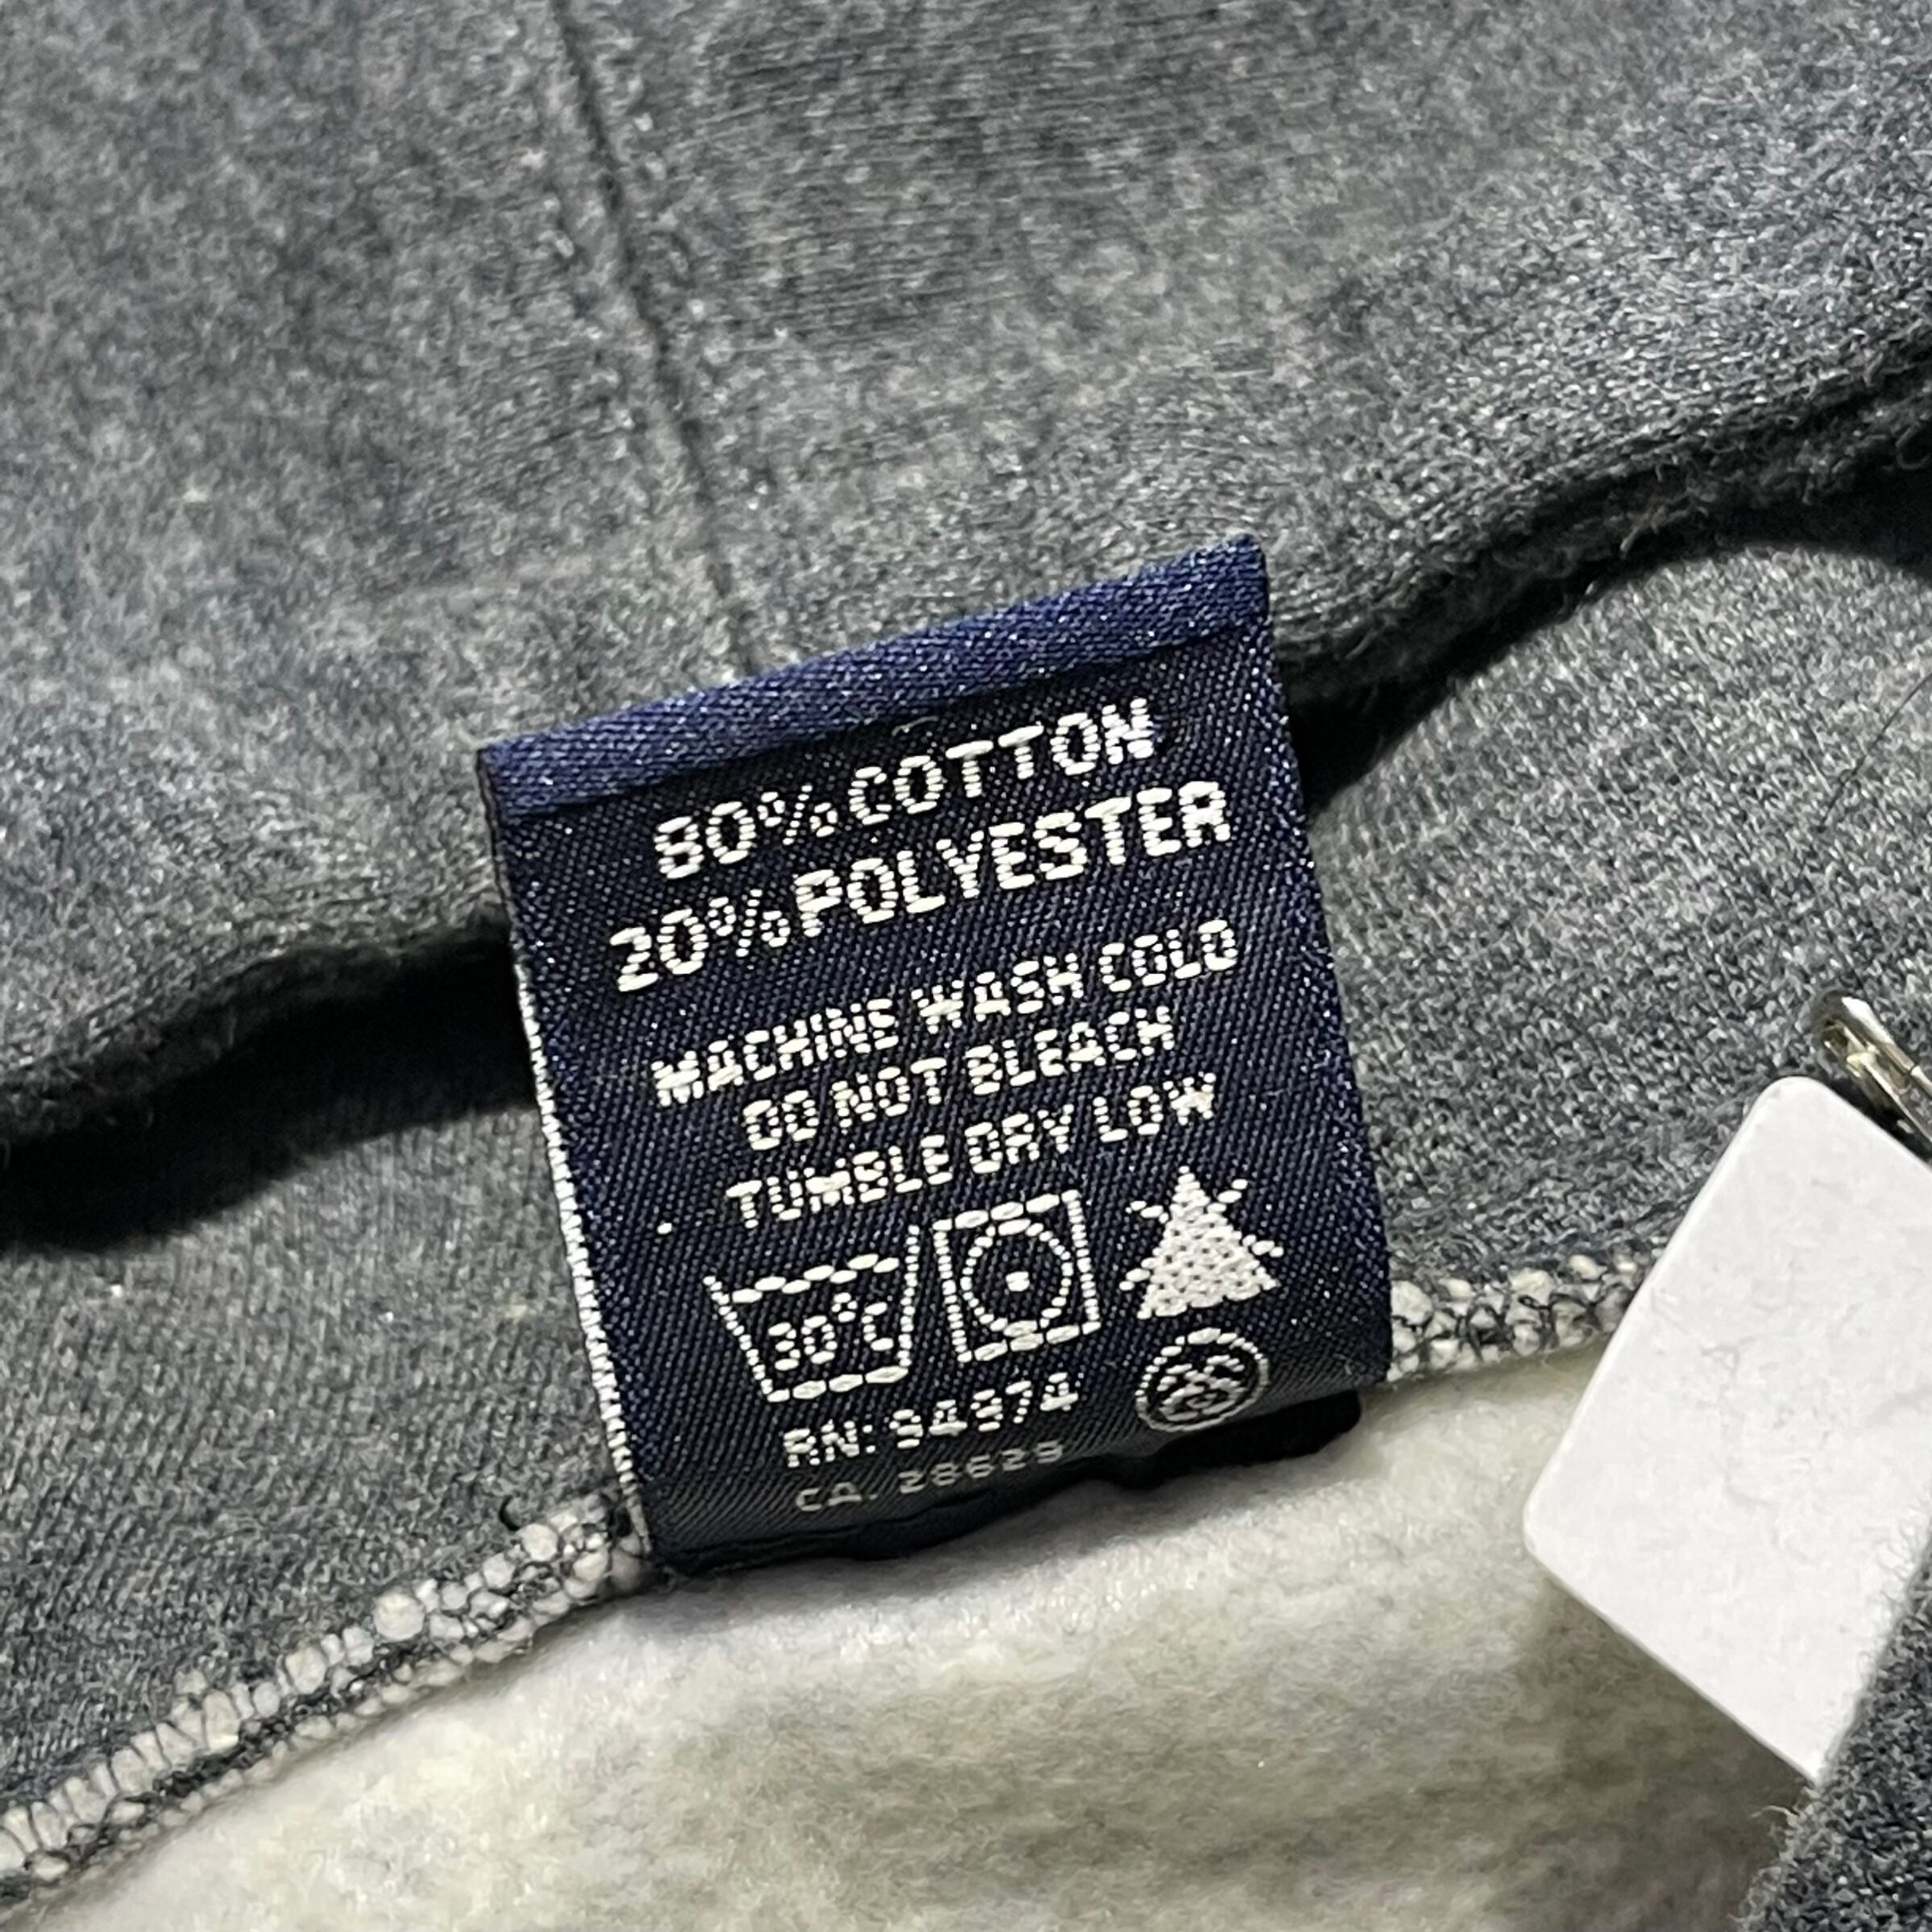 80% COTTON
20% POLYESTER
MACHINE WASH COLD
DO NOT BLEACH
TUMBLE DRY LOW
30°C
RN: 94974
CA. 28629